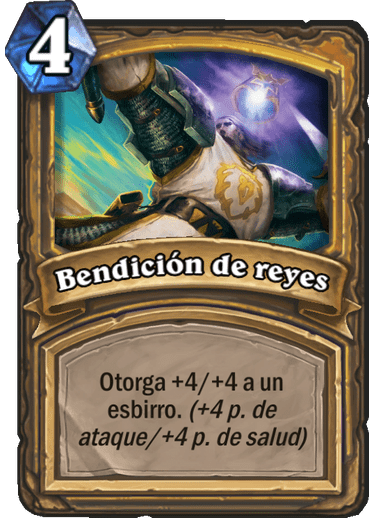 4
Bendición de reyes
Otorga +4/+4 a un
esbirro. (+4 p. de
ataque/+4 p. de salud)